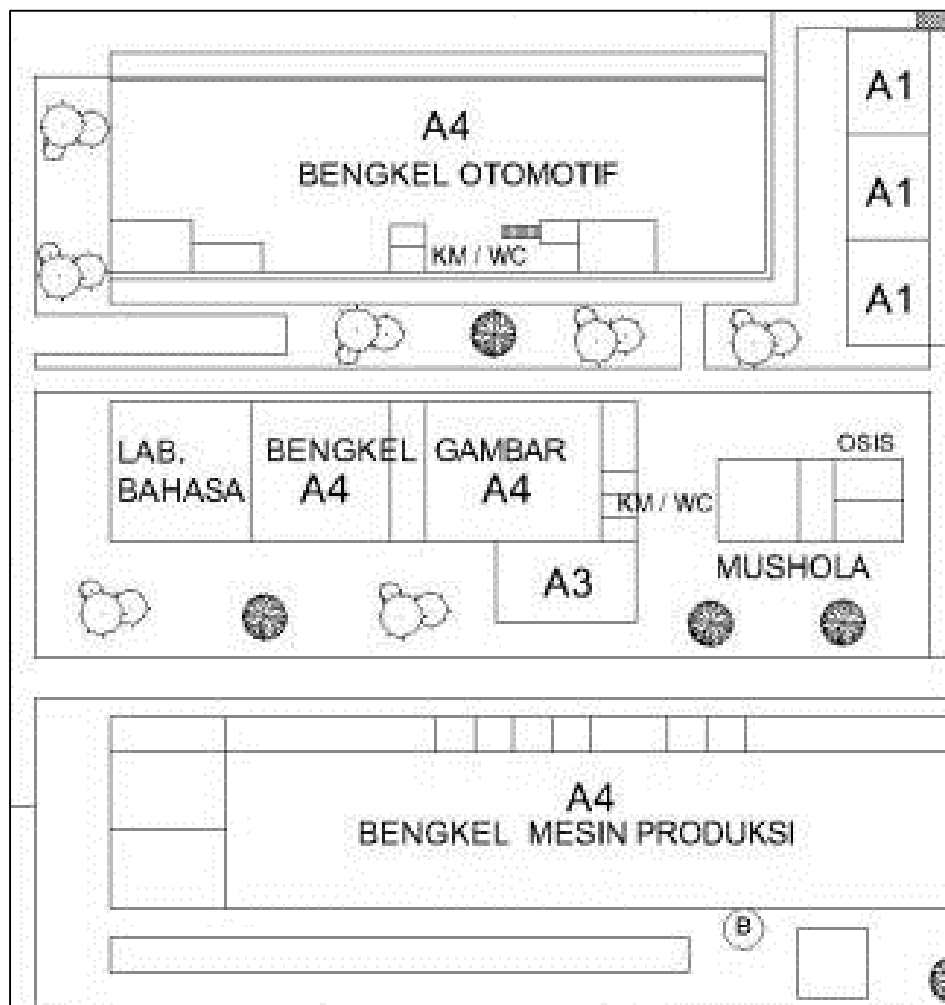 A4
BENGKEL OTOMOTIF
KM / WC
A1
A1
A1
LAB.
BAHASA
BENGKEL
A4
GAMBAR
A4
KM / WC
OSIS
MUSHOLA
A3
A4
BENGKEL MESIN PRODUKSI
B